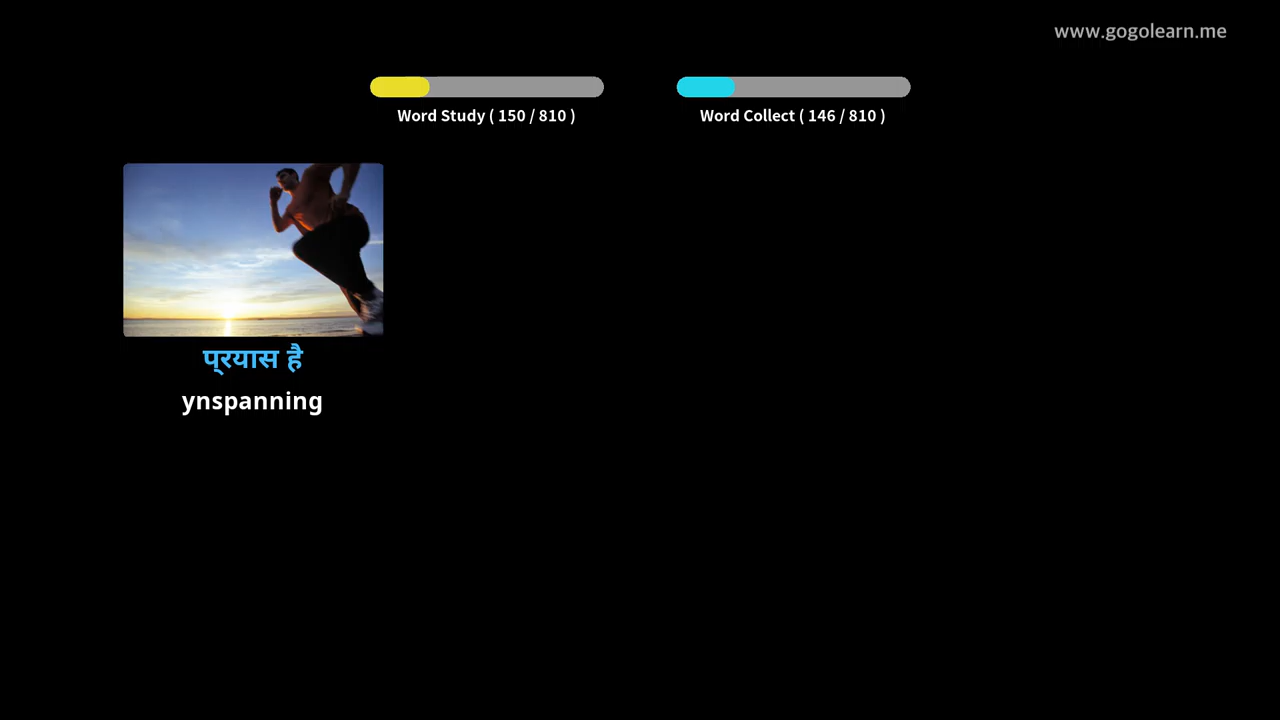 www.gogolearn.me
Word Study ( 150 / 810 )
Word Collect ( 146 / 810 )
प्रयास है
ynspanning